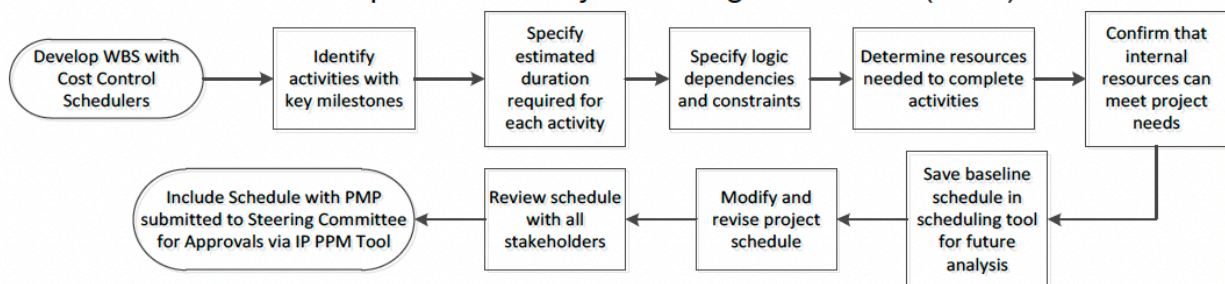 Develop WBS with
Cost Control
Schedulers
Identify
activities with
key milestones
Specify
estimated
duration
required for
each activity
Specify logic
dependencies
and constraints
Determine resources
needed to complete
activities
Confirm that
internal
resources can
meet project
needs
Save baseline
schedule in
scheduling tool
for future
analysis
Modify and
revise project
schedule
Review schedule
with all
stakeholders
Include Schedule with PMP
submitted to Steering Committee
for Approvals via IP PPM Tool